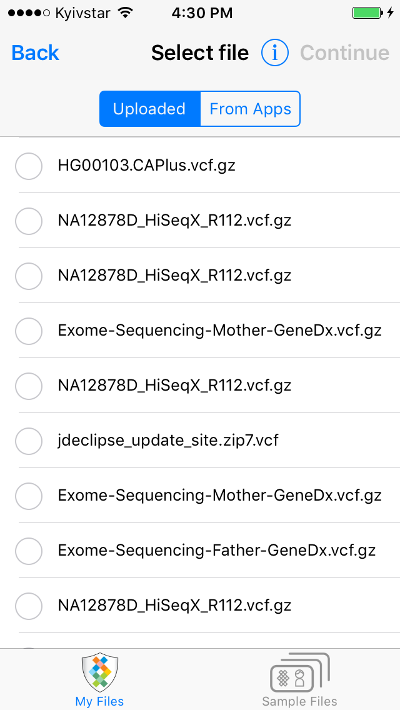 Kyivstar 4:30 PM
Back Select file i Continue
Uploaded From Apps
HG00103.CAPlus.vcf.gz
NA12878D_HiSeqX_R112.vcf.gz
NA12878D_HiSeqX_R112.vcf.gz
Exome-Sequencing-Mother-GeneDx.vcf.gz
NA12878D_HiSeqX_R112.vcf.gz
jdeclipse_update_site.zip7.vcf
Exome-Sequencing-Mother-GeneDx.vcf.gz
Exome-Sequencing-Father-GeneDx.vcf.gz
NA12878D_HiSeqX_R112.vcf.gz
My Files Sample Files